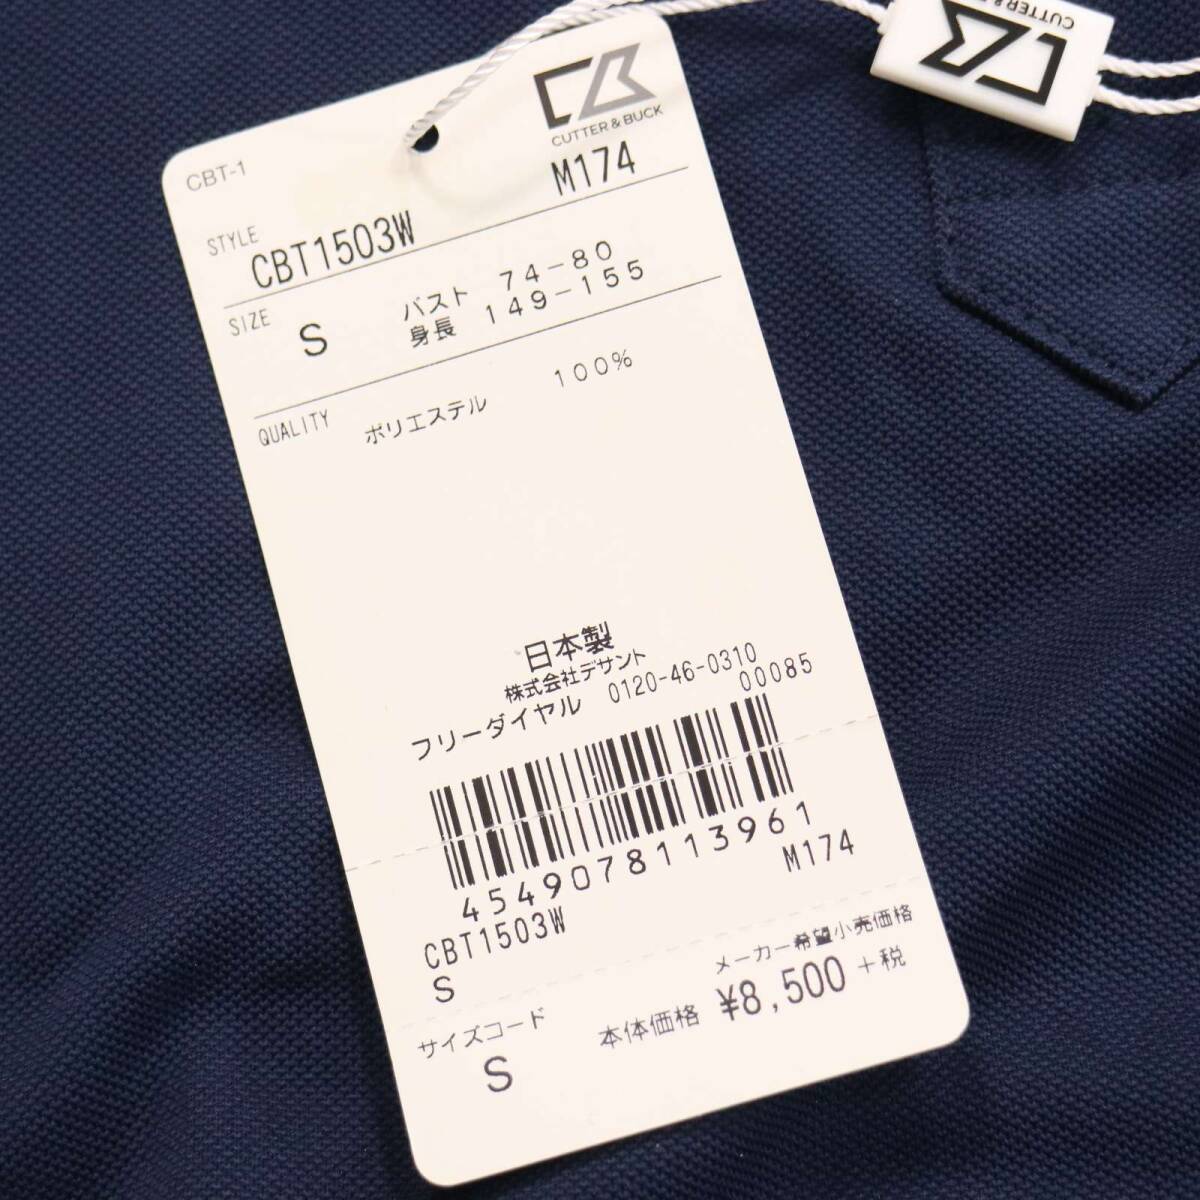 CUTTER & BUCK
CBT-1
CUTTER & BUCK
M174
STYLE
CBT1503W
SIZE
S
バスト 74-80
身長 149-155
QUALITY
ポリエステル 100%
日本製
株式会社デサント
フリーダイヤル 0120-46-0310
00085
4549078113961
CBT1503W M174
S
サイズコード
S
メーカー希望小売価格
本体価格 ¥8,500 +税